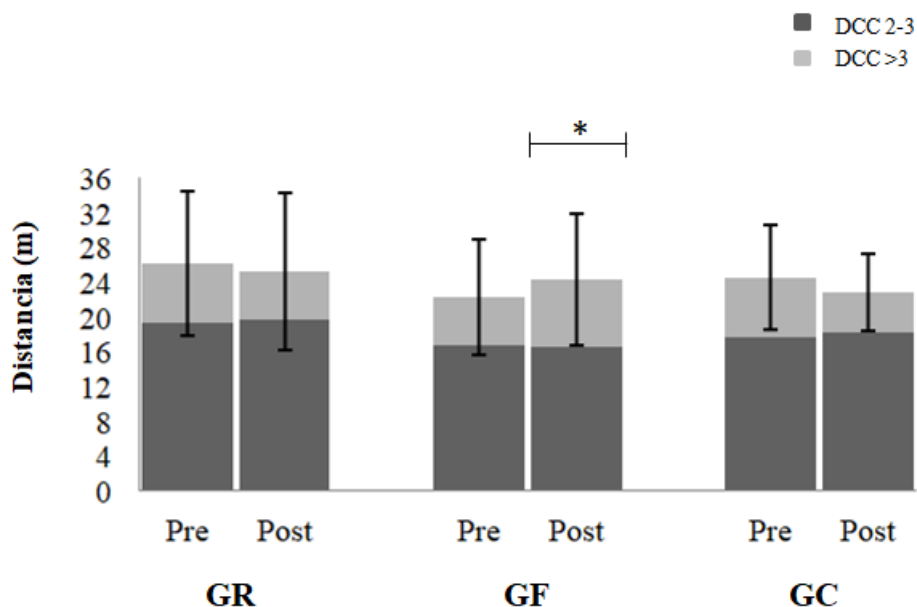 DCC 2-3
DCC >3
*
Distancia (m)
36
32
28
24
20
16
12
8
4
0
Pre Post Pre Post Pre Post
GR GF GC